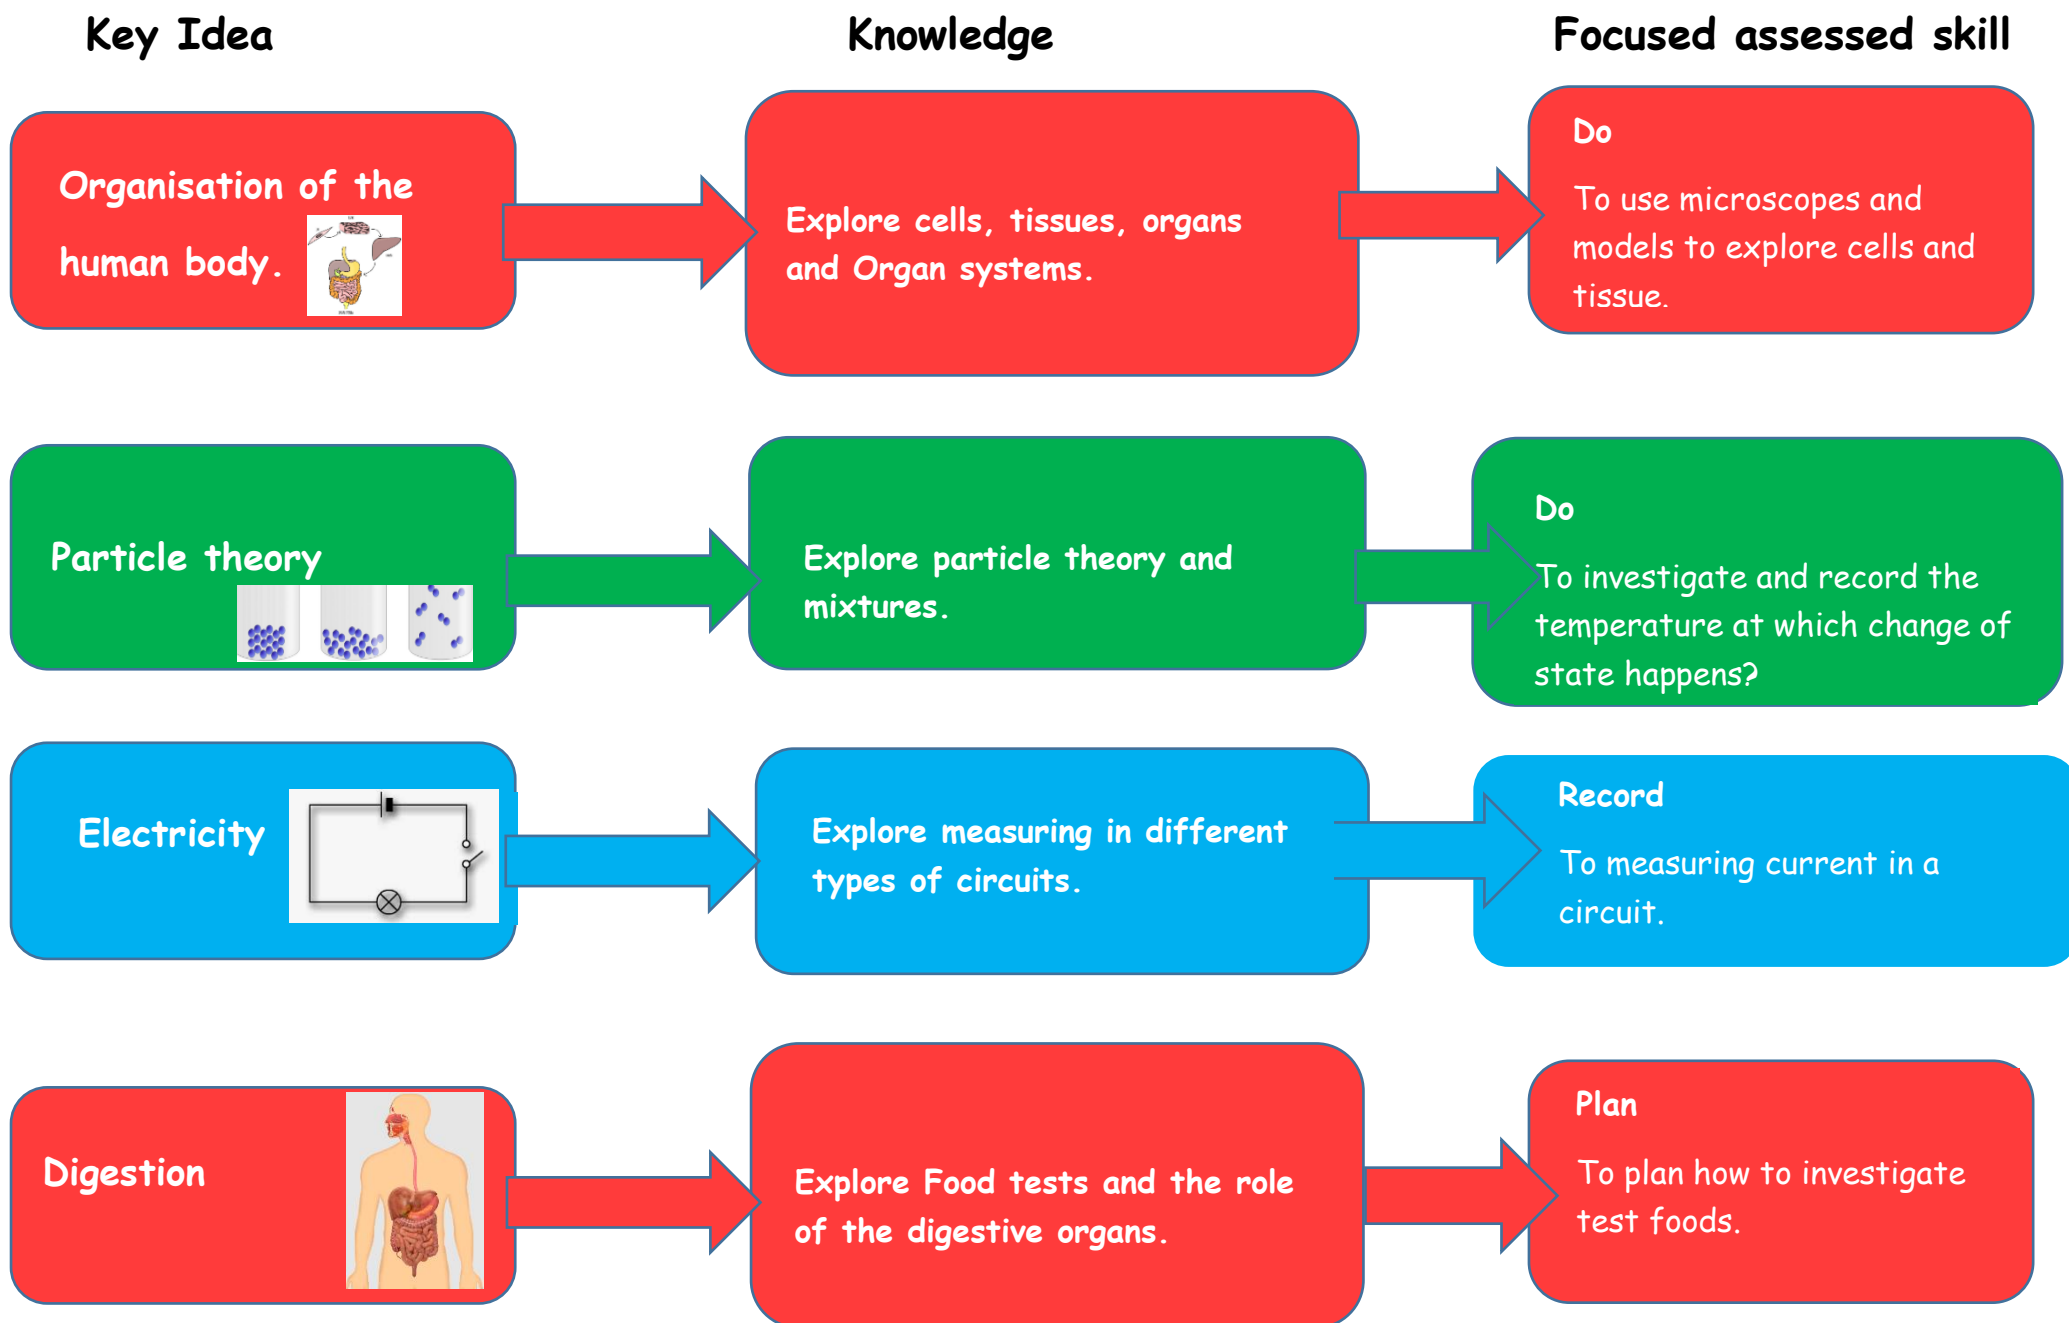 Key Idea
Knowledge
Focused assessed skill
Organisation of the
human body.
Explore cells, tissues, organs
and Organ systems.
Do
To use microscopes and
models to explore cells and
tissue.
Particle theory
Explore particle theory and
mixtures.
Do
To investigate and record the
temperature at which change of
state happens?
Electricity
Explore measuring in different
types of circuits.
Record
To measuring current in a
circuit.
Digestion
Explore Food tests and the role
of the digestive organs.
Plan
To plan how to investigate
test foods.